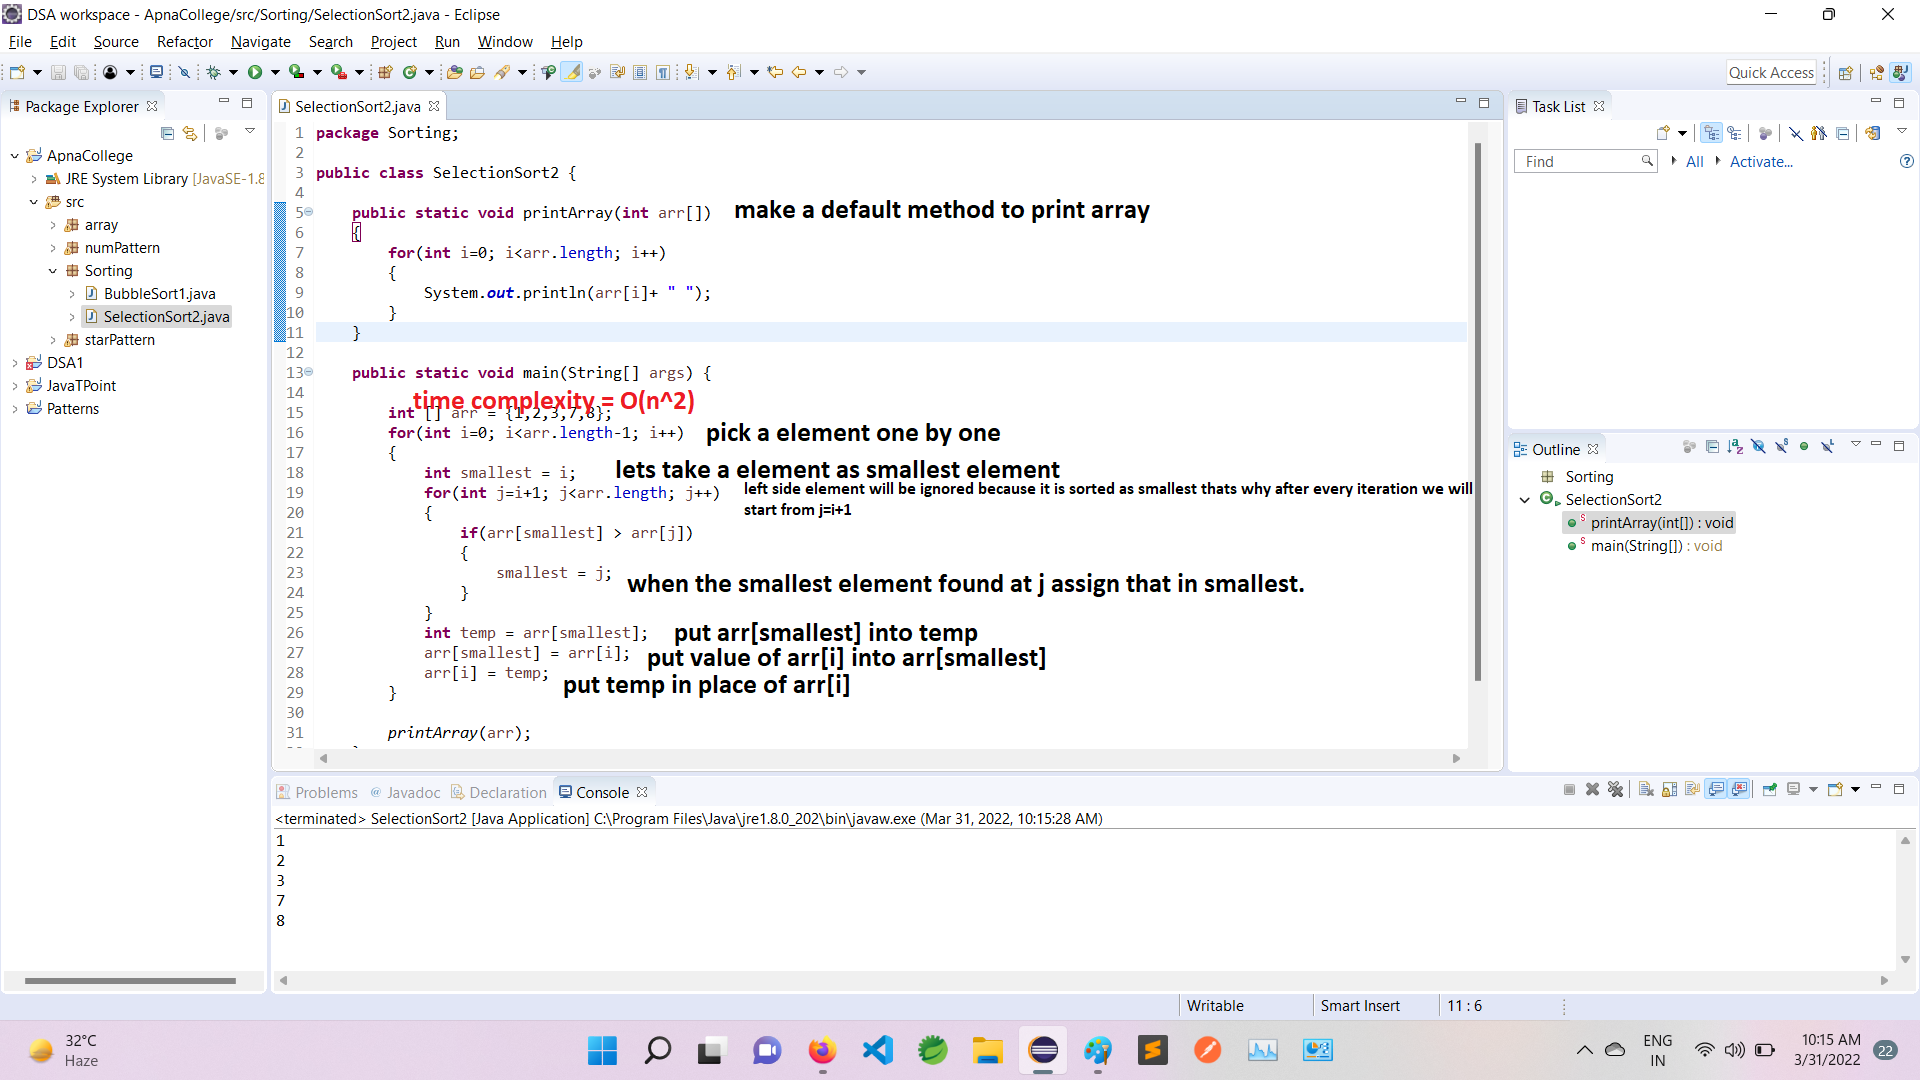 DSA workspace - ApnaCollege/src/Sorting/SelectionSort2.java - Eclipse
File Edit Source Refactor Navigate Search Project Run Window Help
Quick Access
Package Explorer
ApnaCollege
JRE System Library [JavaSE-1.8
src
array
numPattern
Sorting
BubbleSort1.java
SelectionSort2.java
starPattern
DSA1
JavaTPoint
Patterns
SelectionSort2.java
1 package Sorting;
2
3 public class SelectionSort2 {
4
5 public static void printArray(int arr[]) make a default method to print array
6 {
7 for(int i=0; i<arr.length; i++)
8 {
9 System.out.println(arr[i]+ " ");
10 }
11 }
12
13 public static void main(String[] args) {
14 time complexity = O(n^2)
15 int [] arr = {1,2,3,7,8};
16 for(int i=0; i<arr.length-1; i++) pick a element one by one
17 {
18 int smallest = i; lets take a element as smallest element
19 for(int j=i+1; j<arr.length; j++) left side element will be ignored because it is sorted as smallest thats why after every iteration we will
20 { start from j=i+1
21 if(arr[smallest] > arr[j])
22 {
23 smallest = j; when the smallest element found at j assign that in smallest.
24 }
25 }
26 int temp = arr[smallest]; put arr[smallest] into temp
27 arr[smallest] = arr[i]; put value of arr[i] into arr[smallest]
28 arr[i] = temp; put temp in place of arr[i]
29 }
30
31 printArray(arr);
Task List
Find All Activate...
Outline
Sorting
SelectionSort2
printArray(int[]) : void
main(String[]) : void
Problems Javadoc Declaration Console
<terminated> SelectionSort2 [Java Application] C:\Program Files\Java\jre1.8.0_202\bin\javaw.exe (Mar 31, 2022, 10:15:28 AM)
1
2
3
7
8
Writable Smart Insert 11 : 6
32°C
Haze
ENG
IN
10:15 AM
3/31/2022
22